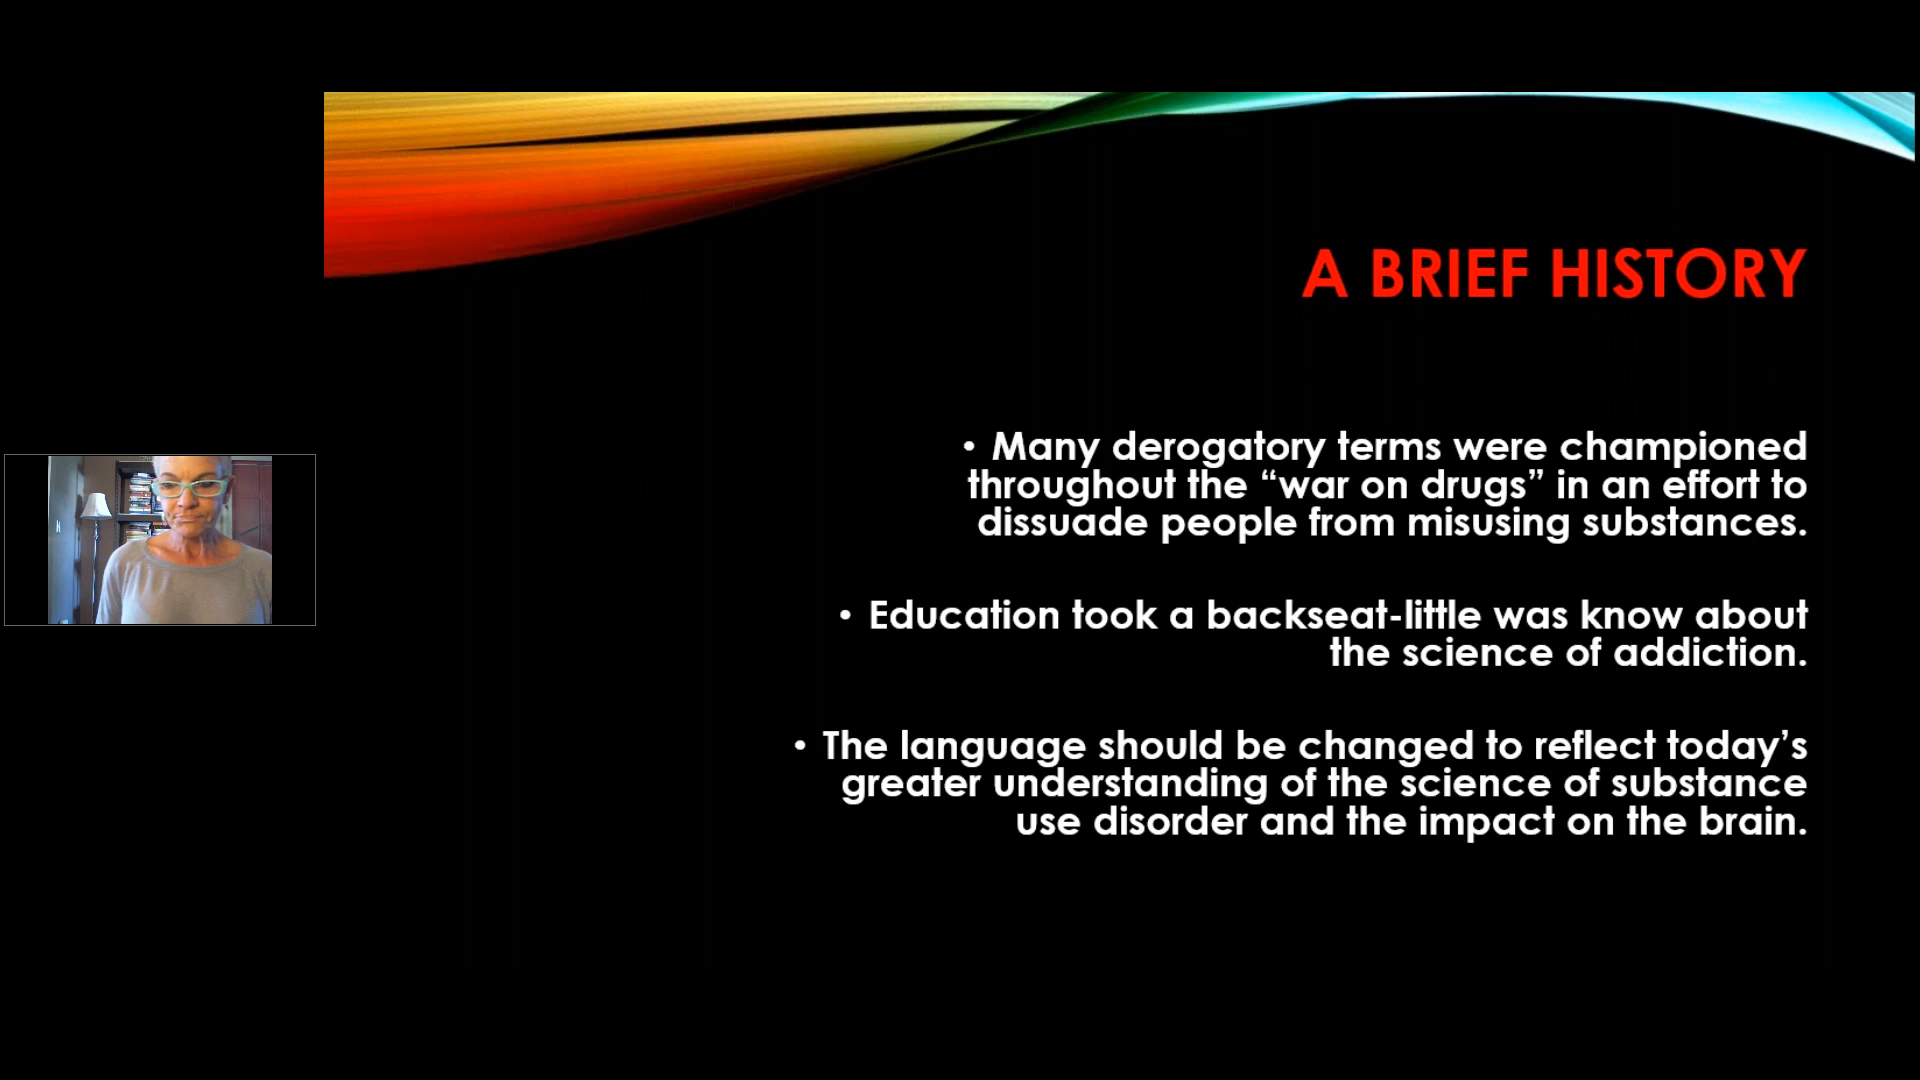 A BRIEF HISTORY
• Many derogatory terms were championed
throughout the “war on drugs” in an effort to
dissuade people from misusing substances.
• Education took a backseat-little was know about
the science of addiction.
• The language should be changed to reflect today’s
greater understanding of the science of substance
use disorder and the impact on the brain.